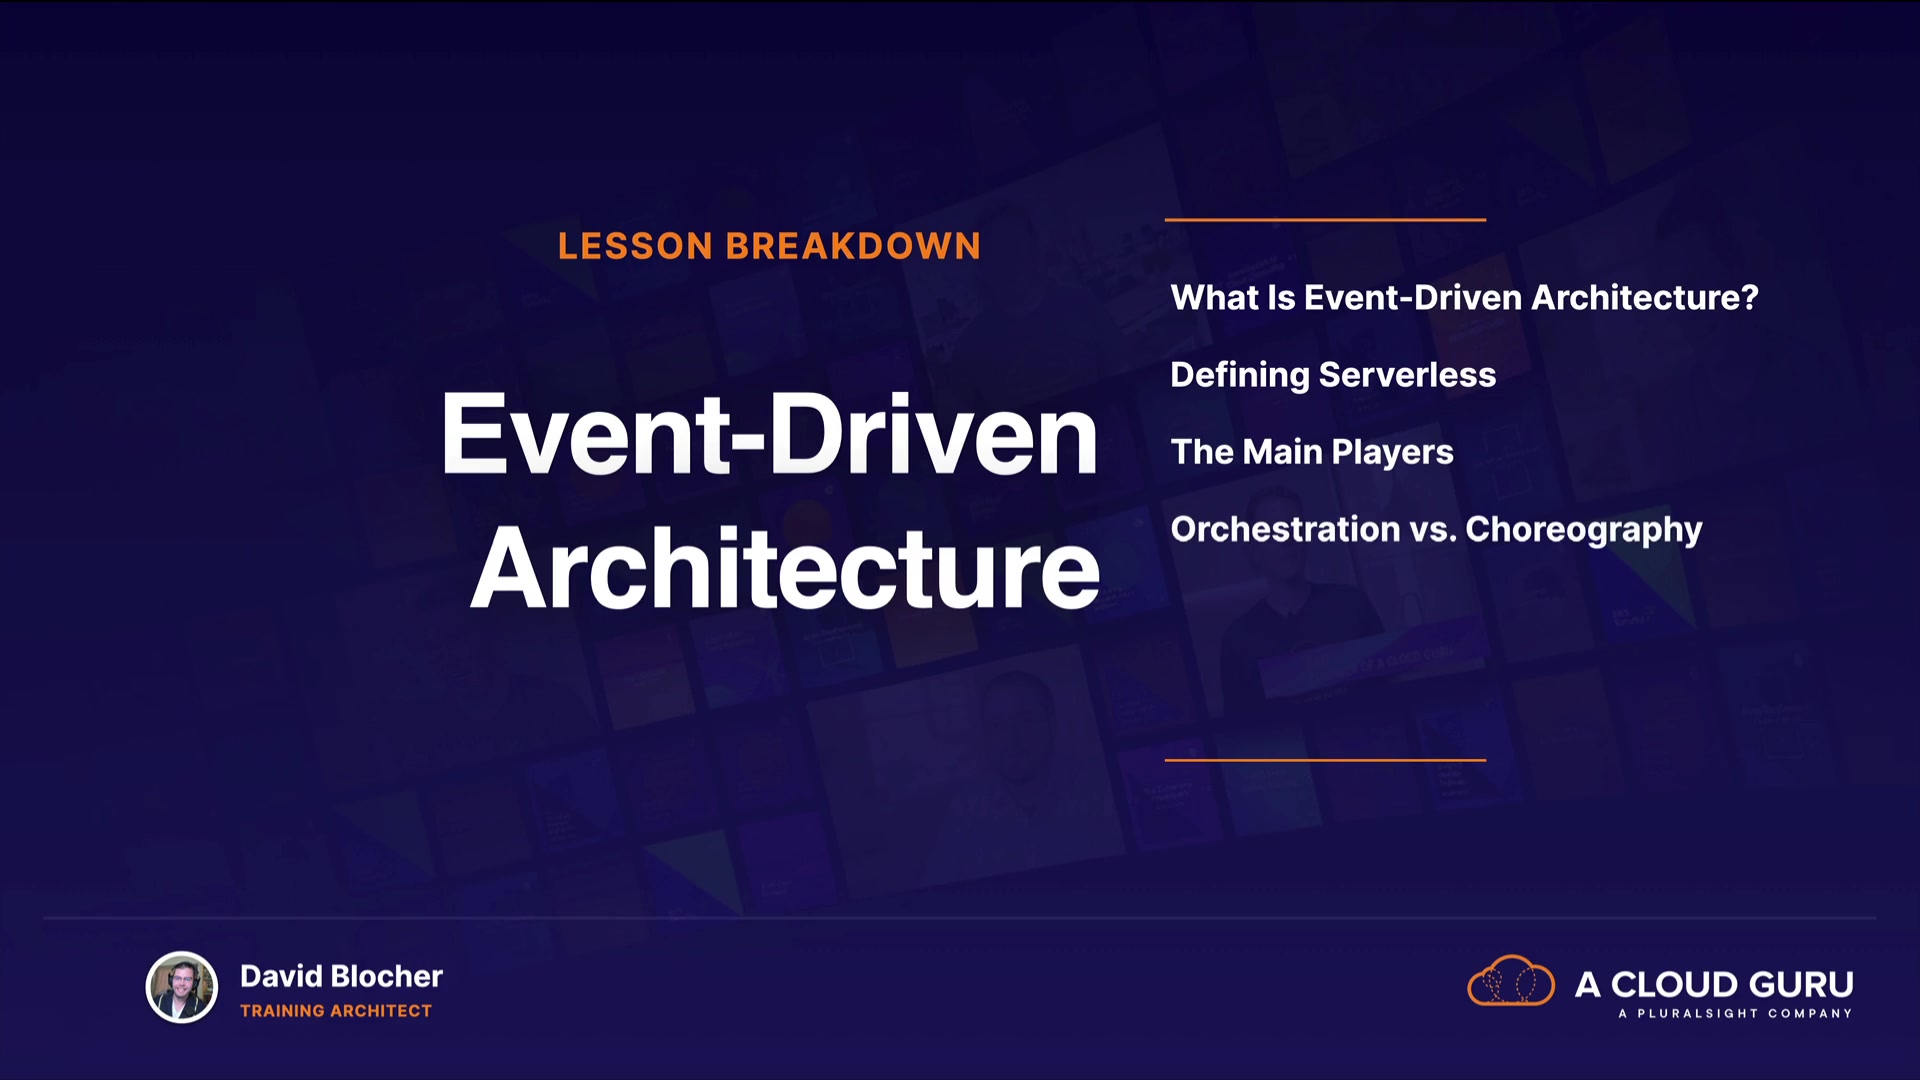 LESSON BREAKDOWN
Event-Driven
Architecture
What Is Event-Driven Architecture?
Defining Serverless
The Main Players
Orchestration vs. Choreography
David Blocher
TRAINING ARCHITECT
A CLOUD GURU
A PLURALSIGHT COMPANY